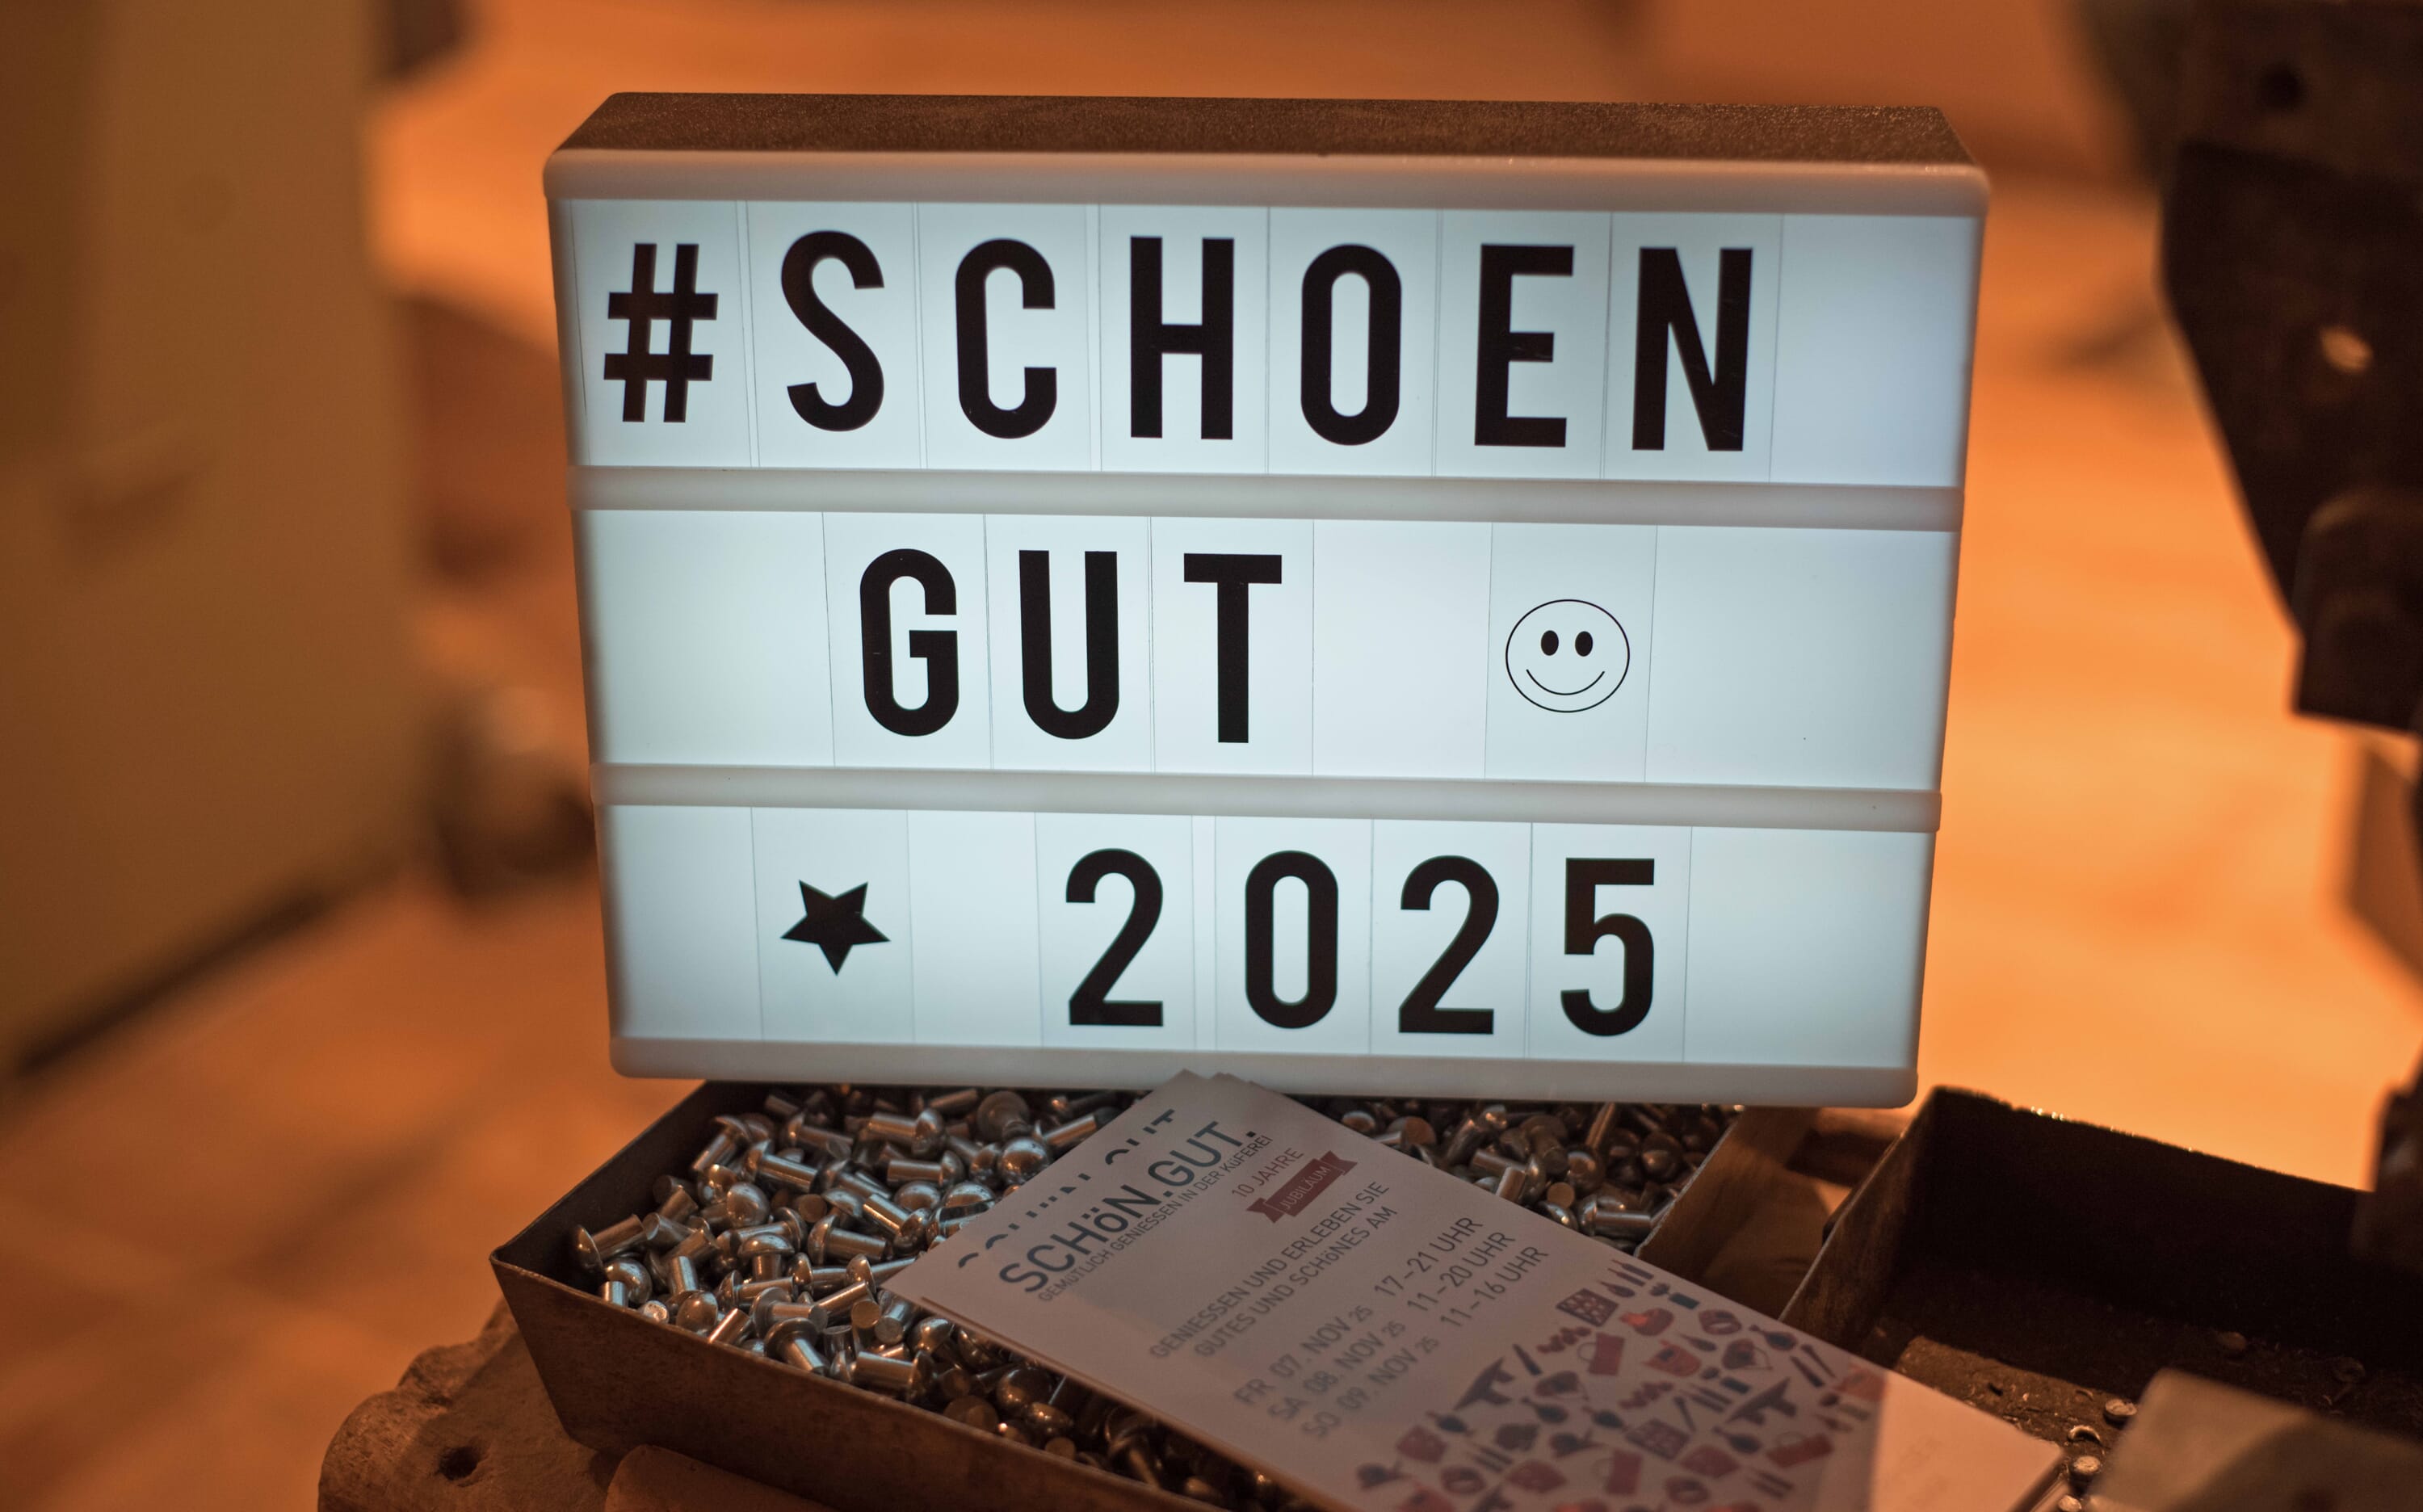 #SCHOEN
GUT ☺
★ 2025
SCHÖN.GUT.
GEMÜTLICH GENIESSEN IN DER KÜFEREI
10 JAHRE
JUBILÄUM
GENIESSEN UND ERLEBEN SIE
GUTES UND SCHÖNES AM
FR 07. NOV 25 17–21 UHR
SA 08. NOV 25 11–20 UHR
SO 09. NOV 25 11–16 UHR